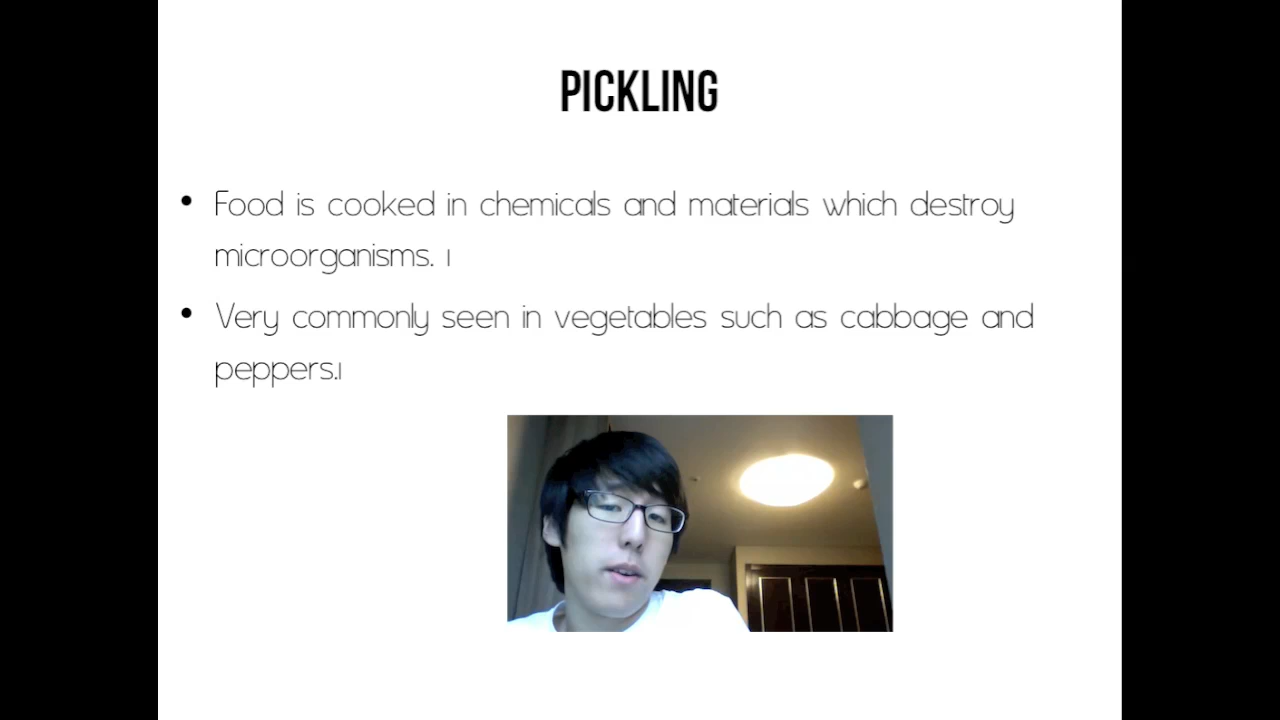 PICKLING
• Food is cooked in chemicals and materials which destroy
microorganisms. 1
• Very commonly seen in vegetables such as cabbage and
peppers.1